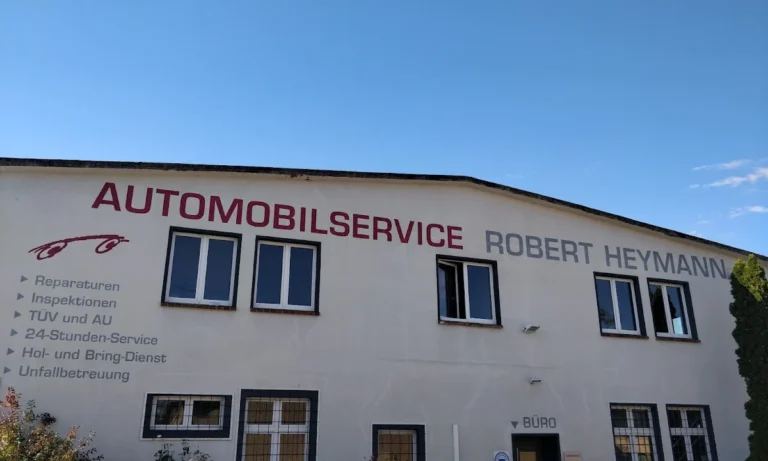 AUTOMOBILSERVICE ROBERT HEYMANN
Reparaturen
Inspektionen
TÜV und AU
24-Stunden-Service
Hol- und Bring-Dienst
Unfallbetreuung
BÜRO